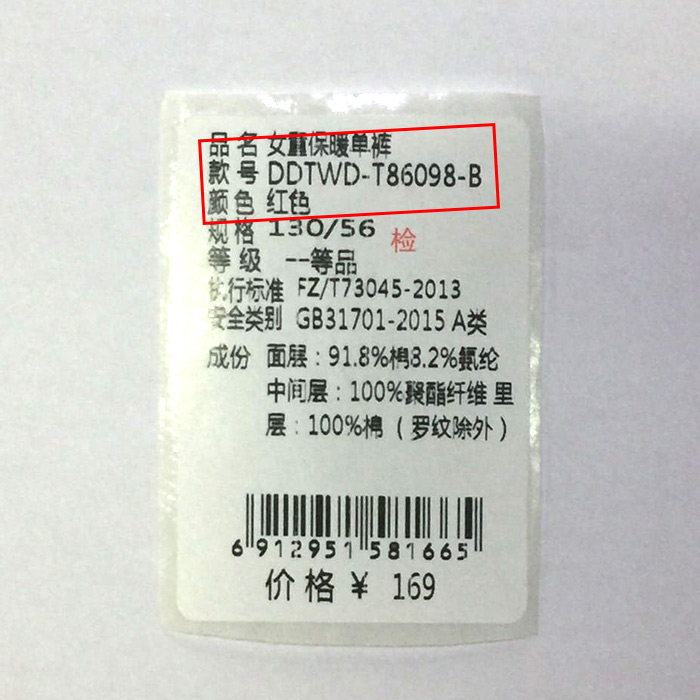 品 名 女童保暖单裤
款 号 DDTWD-T86098-B
颜 色 红色
规 格 130/56
检
等 级 --等品
执行标准 FZ/T73045-2013
安全类别 GB31701-2015 A类
成份 面层：91.8%棉8.2%氨纶
中间层：100%聚酯纤维 里
层：100%棉（罗纹除外）
6 912951 581665
价 格 ¥ 169